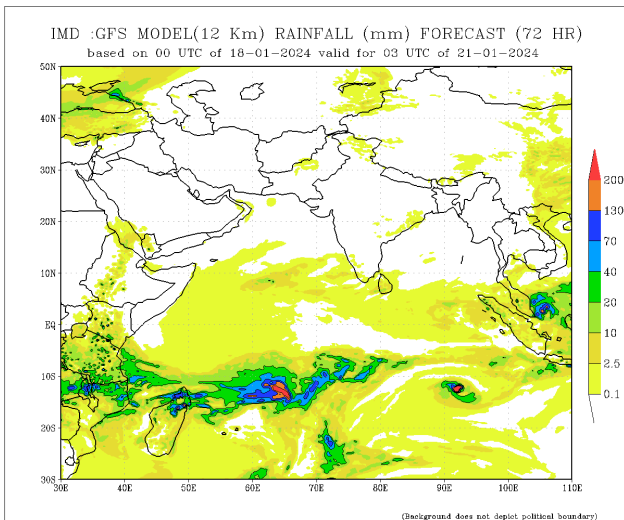 IMD :GFS MODEL(12 Km) RAINFALL (mm) FORECAST (72 HR)
based on 00 UTC of 18-01-2024 valid for 03 UTC of 21-01-2024
50N
40N
30N
20N
10N
EQ
10S
20S
30S
30E 40E 50E 60E 70E 80E 90E 100E 110E
200
130
70
40
20
10
2.5
0.1
(Background does not depict political boundary)